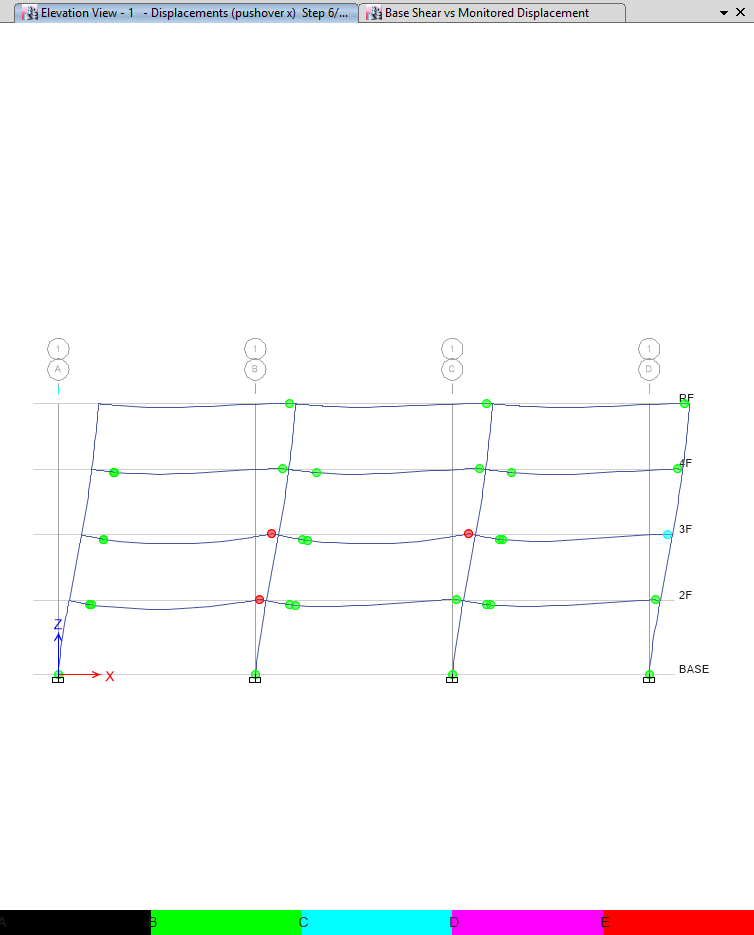 Elevation View - 1 - Displacements (pushover x) Step 6/...
Base Shear vs Monitored Displacement
1 1 1 1
A B C D
RF
4F
3F
2F
Z
X
BASE
A B C D E